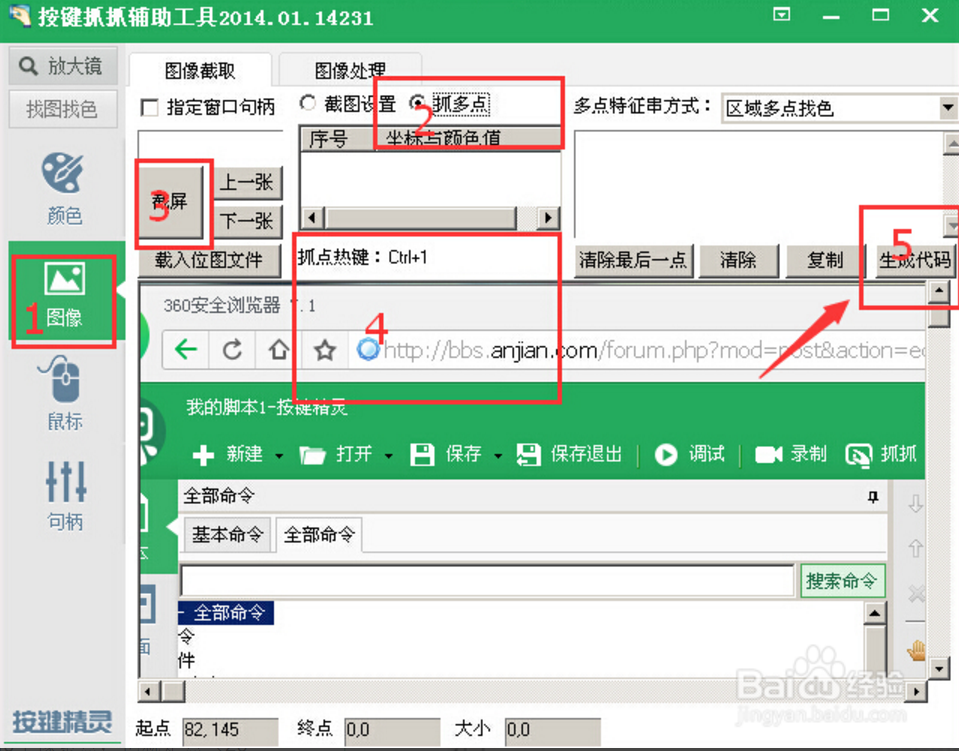 按键抓抓辅助工具2014.01.14231
放大镜
找图找色
颜色
1
图像
鼠标
句柄
按键精灵
图像截取
图像处理
指定窗口句柄
截图设置
抓多点
2
多点特征串方式：
区域多点找色
序号
坐标与颜色值
3
截屏
上一张
下一张
载入位图文件
抓点热键：Ctrl+1
清除最后一点
清除
复制
生成代码
5
360安全浏览器 7.1
4
http://bbs.anjian.com/forum.php?mod=post&action=ed
我的脚本1-按键精灵
新建
打开
保存
保存退出
调试
录制
抓抓
全部命令
基本命令
全部命令
搜索命令
- 全部命令
令
件
本
面
Baidu经验
jingyan.baidu.com
起点
82,145
终点
0,0
大小
0,0